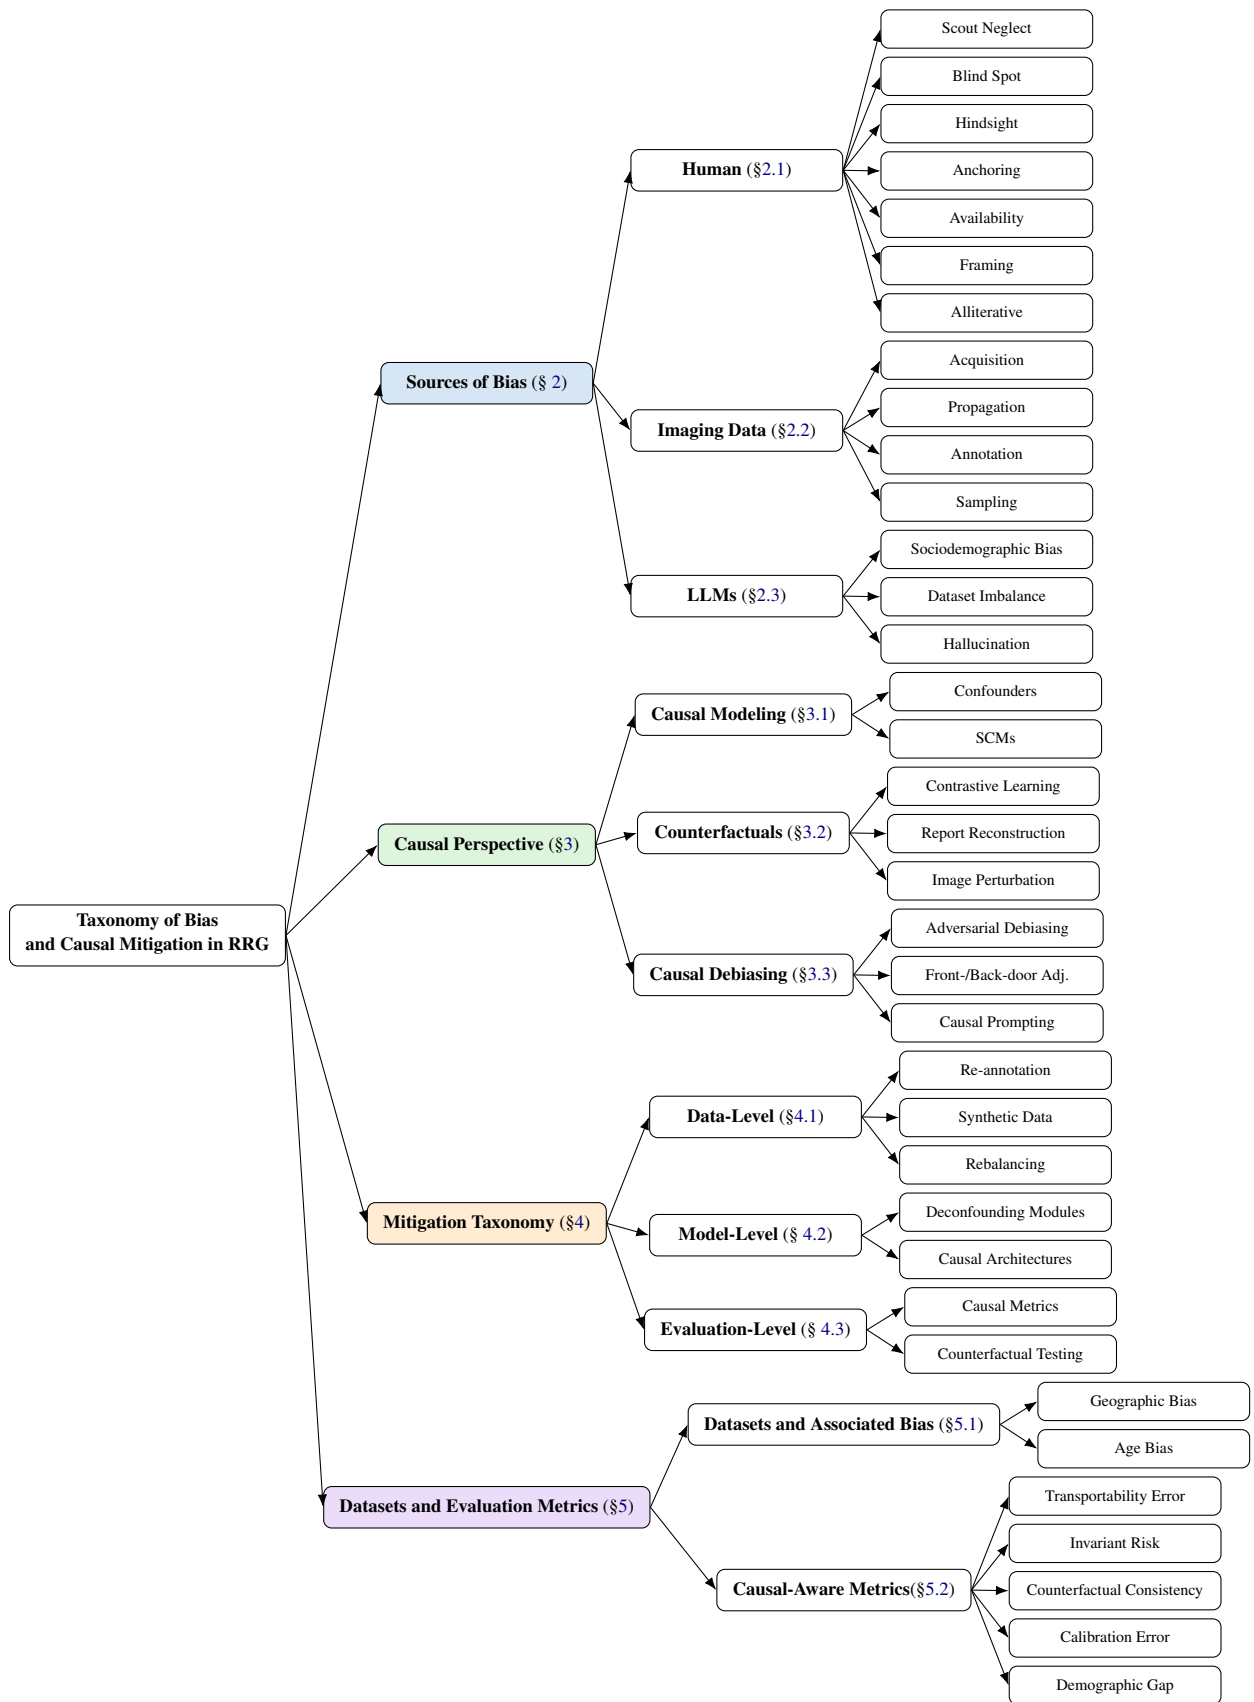 Taxonomy of Bias
and Causal Mitigation in RRG
Sources of Bias (§ 2)
Human (§2.1)
Scout Neglect
Blind Spot
Hindsight
Anchoring
Availability
Framing
Alliterative
Imaging Data (§2.2)
Acquisition
Propagation
Annotation
Sampling
LLMs (§2.3)
Sociodemographic Bias
Dataset Imbalance
Hallucination
Causal Perspective (§3)
Causal Modeling (§3.1)
Confounders
SCMs
Counterfactuals (§3.2)
Contrastive Learning
Report Reconstruction
Image Perturbation
Causal Debiasing (§3.3)
Adversarial Debiasing
Front-/Back-door Adj.
Causal Prompting
Mitigation Taxonomy (§4)
Data-Level (§4.1)
Re-annotation
Synthetic Data
Rebalancing
Model-Level (§ 4.2)
Deconfounding Modules
Causal Architectures
Evaluation-Level (§ 4.3)
Causal Metrics
Counterfactual Testing
Datasets and Evaluation Metrics (§5)
Datasets and Associated Bias (§5.1)
Geographic Bias
Age Bias
Causal-Aware Metrics(§5.2)
Transportability Error
Invariant Risk
Counterfactual Consistency
Calibration Error
Demographic Gap